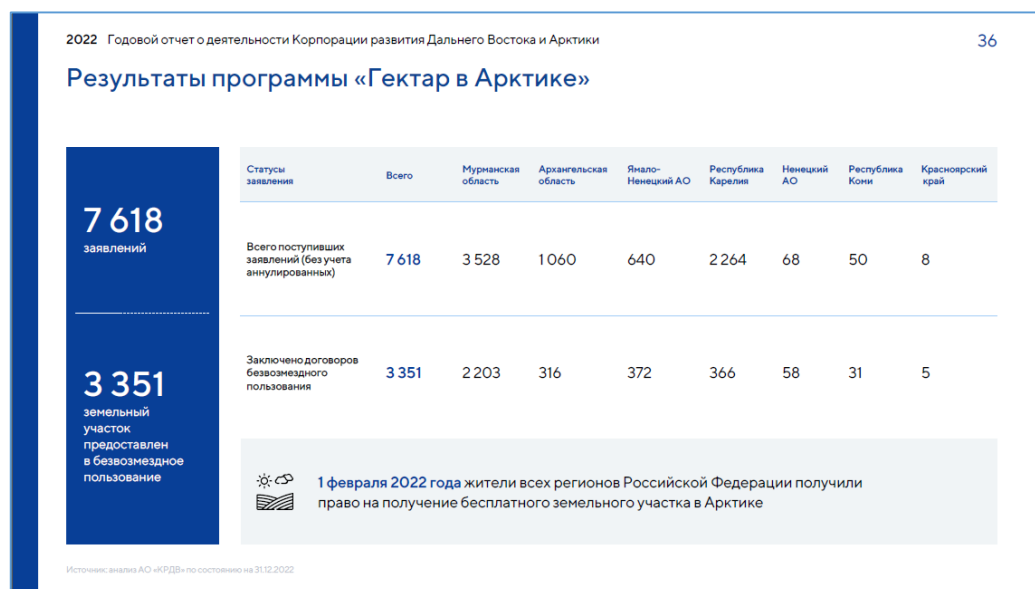 2022 Годовой отчет о деятельности Корпорации развития Дальнего Востока и Арктики
36
Результаты программы «Гектар в Арктике»
7 618
заявлений
3 351
земельный
участок
предоставлен
в безвозмездное
пользование
Статусы
заявления
Всего
Мурманская
область
Архангельская
область
Ямало-
Ненецкий АО
Республика
Карелия
Ненецкий
АО
Республика
Коми
Красноярский
край
Всего поступивших
заявлений (без учета
аннулированных)
7 618
3 528
1 060
640
2 264
68
50
8
Заключено договоров
безвозмездного
пользования
3 351
2 203
316
372
366
58
31
5
1 февраля 2022 года жители всех регионов Российской Федерации получили
право на получение бесплатного земельного участка в Арктике
Источник: анализ АО «КРДВ» по состоянию на 31.12.2022